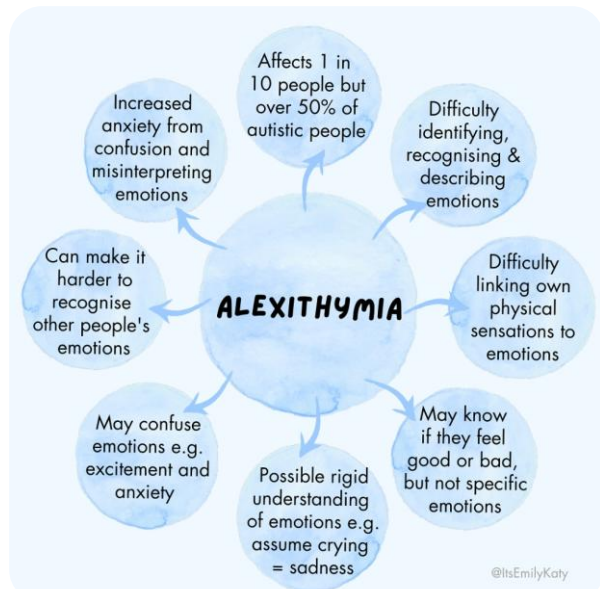 ALEXITHYMIA
Affects 1 in
10 people but
over 50% of
autistic people
Difficulty
identifying,
recognising &
describing
emotions
Difficulty
linking own
physical
sensations to
emotions
May know
if they feel
good or bad,
but not specific
emotions
Possible rigid
understanding
of emotions e.g.
assume crying
= sadness
May confuse
emotions e.g.
excitement and
anxiety
Can make it
harder to
recognise
other people's
emotions
Increased
anxiety from
confusion and
misinterpreting
emotions
@ItsEmilyKaty